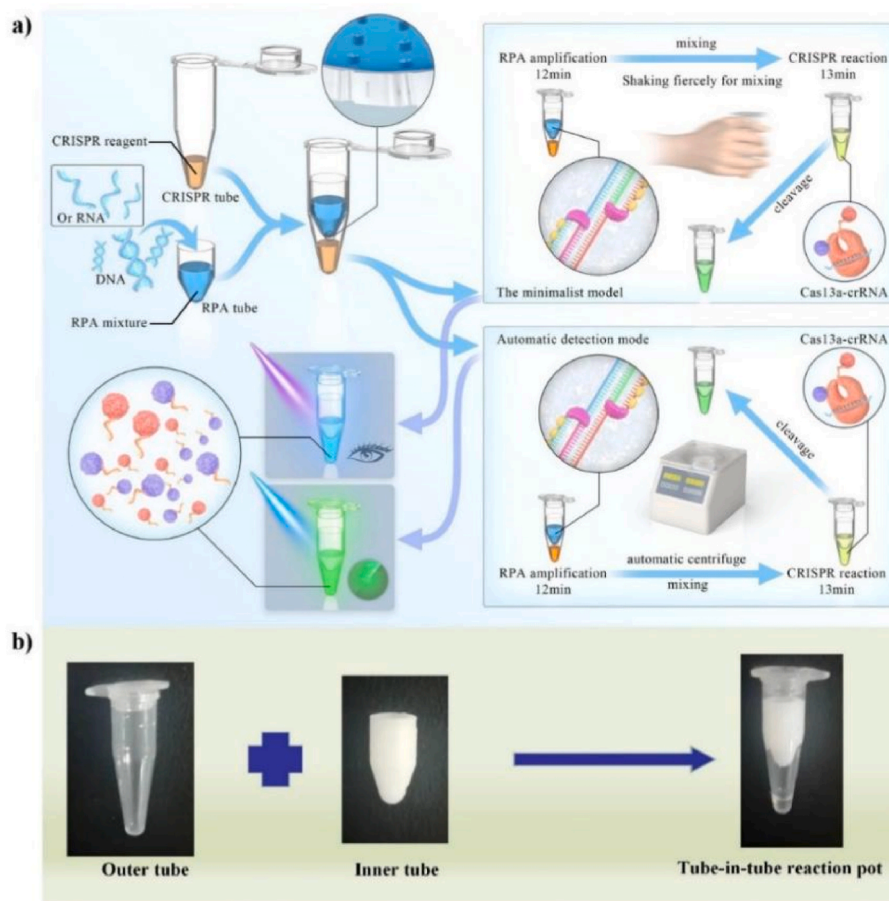 a)
CRISPR reagent
CRISPR tube
Or RNA
DNA
RPA tube
RPA mixture
RPA amplification
12min
mixing
Shaking fiercely for mixing
CRISPR reaction
13min
cleavage
The minimalist model
Cas13a-crRNA
Automatic detection mode
Cas13a-crRNA
cleavage
RPA amplification
12min
automatic centrifuge
mixing
CRISPR reaction
13min
b)
Outer tube
Inner tube
Tube-in-tube reaction pot